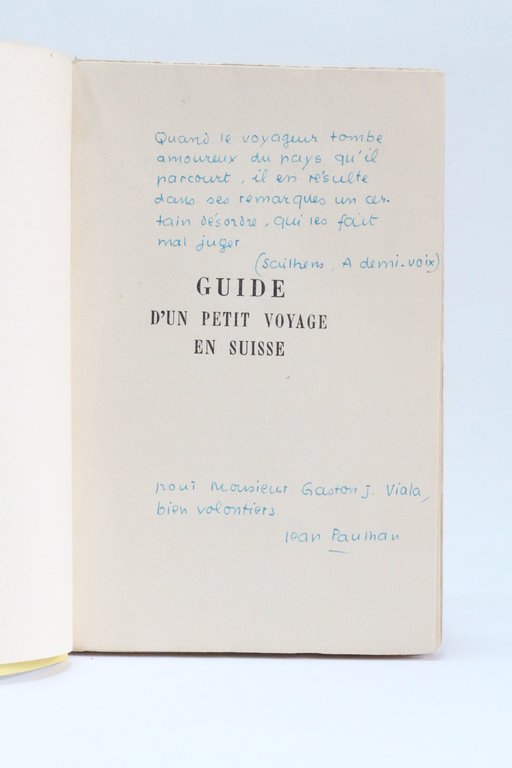 Quand le voyageur tombe
amoureux du pays qu'il
parcourt, il en résulte
dans ses remarques un cer-
tain désordre, qui les fait
mal juger
(Sailhens, A demi-voix)
GUIDE
D'UN PETIT VOYAGE
EN SUISSE
pour Monsieur Gaston J. Viala,
bien volontiers
Jean Paulhan